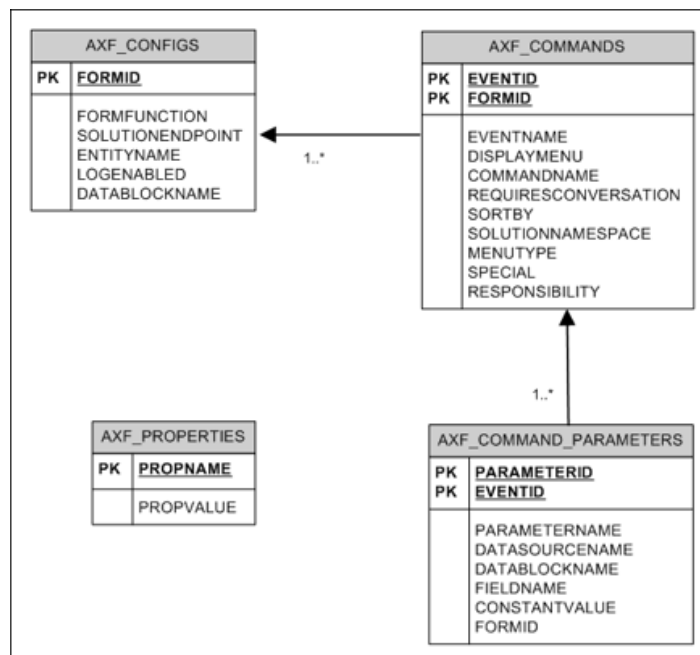 AXF_CONFIGS
PK FORMID
FORMFUNCTION
SOLUTIONENDPOINT
ENTITYNAME
LOGENABLED
DATABLOCKNAME
1..*
AXF_COMMANDS
PK EVENTID
PK FORMID
EVENTNAME
DISPLAYMENU
COMMANDNAME
REQUIRESCONVERSATION
SORTBY
SOLUTIONNAMESPACE
MENUTYPE
SPECIAL
RESPONSIBILITY
1..*
AXF_PROPERTIES
PK PROPNAME
PROPVALUE
AXF_COMMAND_PARAMETERS
PK PARAMETERID
PK EVENTID
PARAMETERNAME
DATASOURCENAME
DATABLOCKNAME
FIELDNAME
CONSTANTVALUE
FORMID